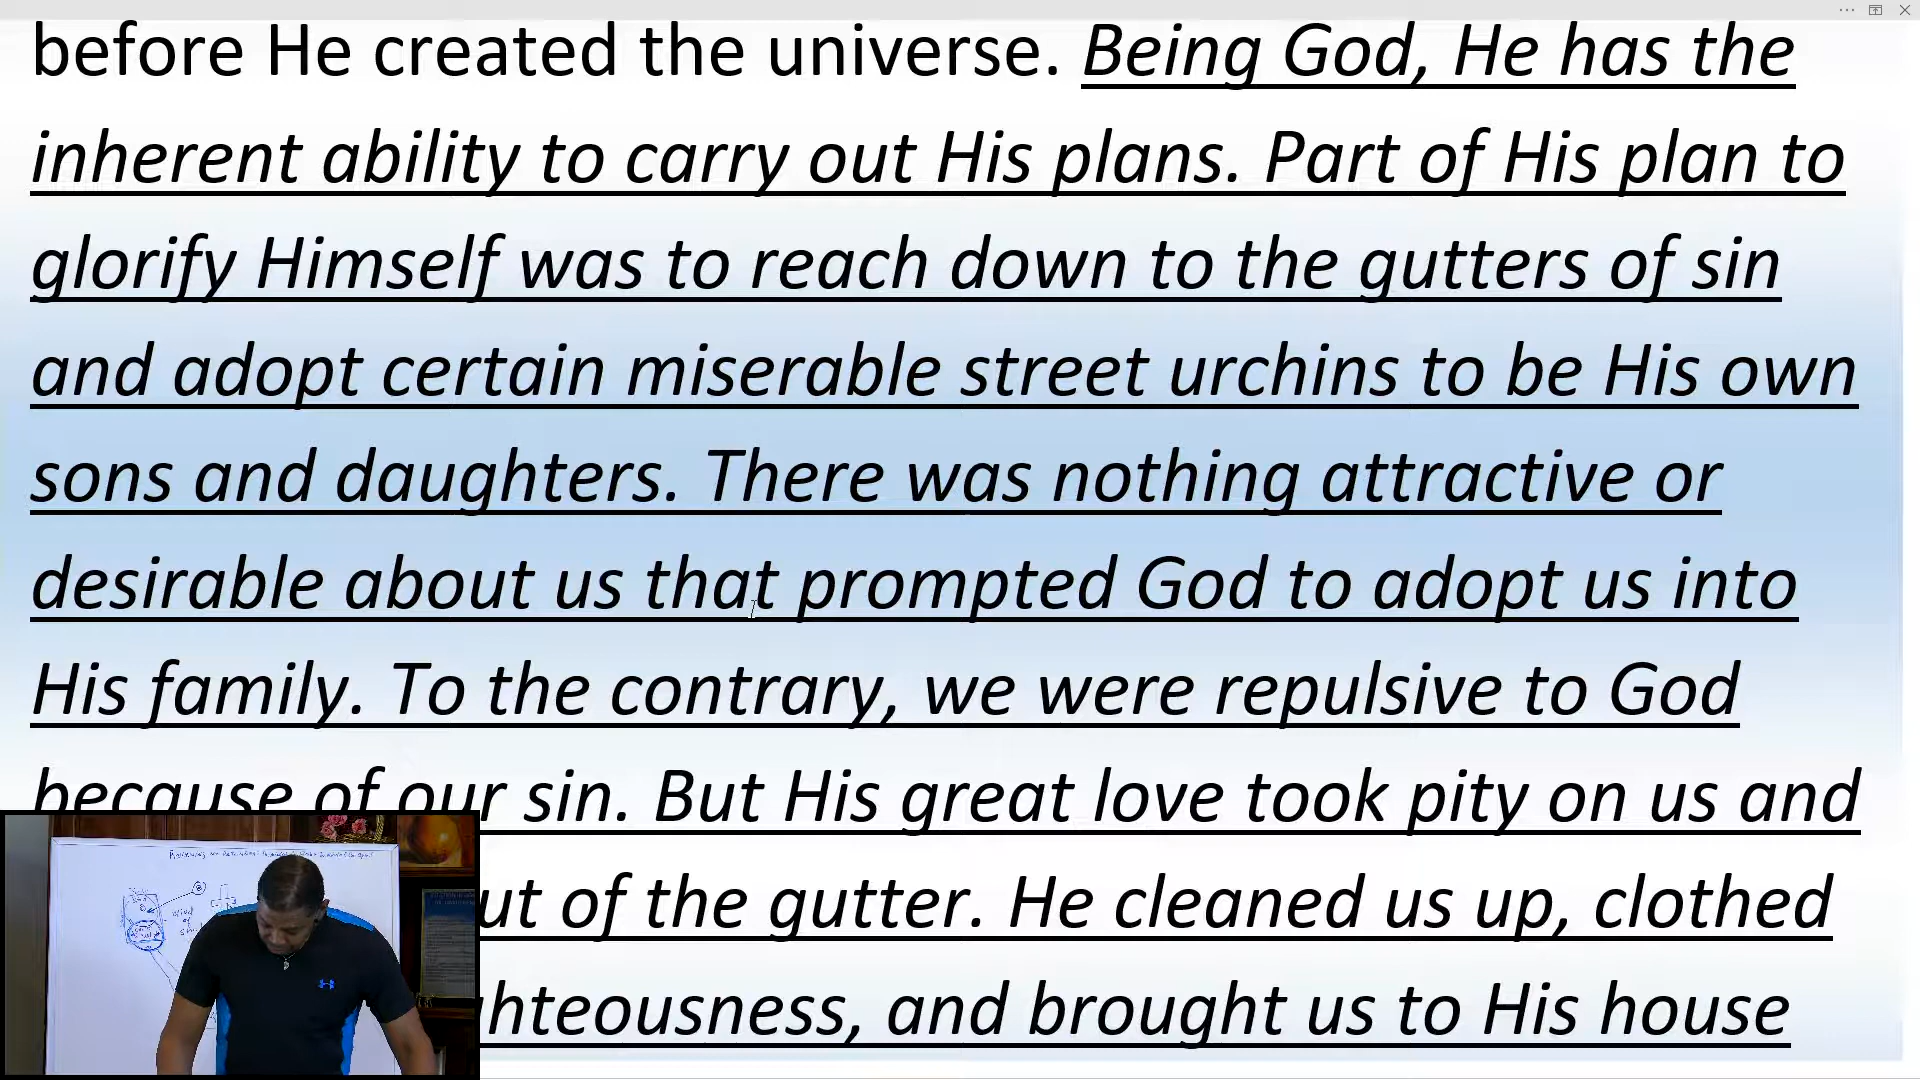 before He created the universe. Being God, He has the
inherent ability to carry out His plans. Part of His plan to
glorify Himself was to reach down to the gutters of sin
and adopt certain miserable street urchins to be His own
sons and daughters. There was nothing attractive or
desirable about us that prompted God to adopt us into
His family. To the contrary, we were repulsive to God
because of our sin. But His great love took pity on us and
ut of the gutter. He cleaned us up, clothed
hteousness, and brought us to His house